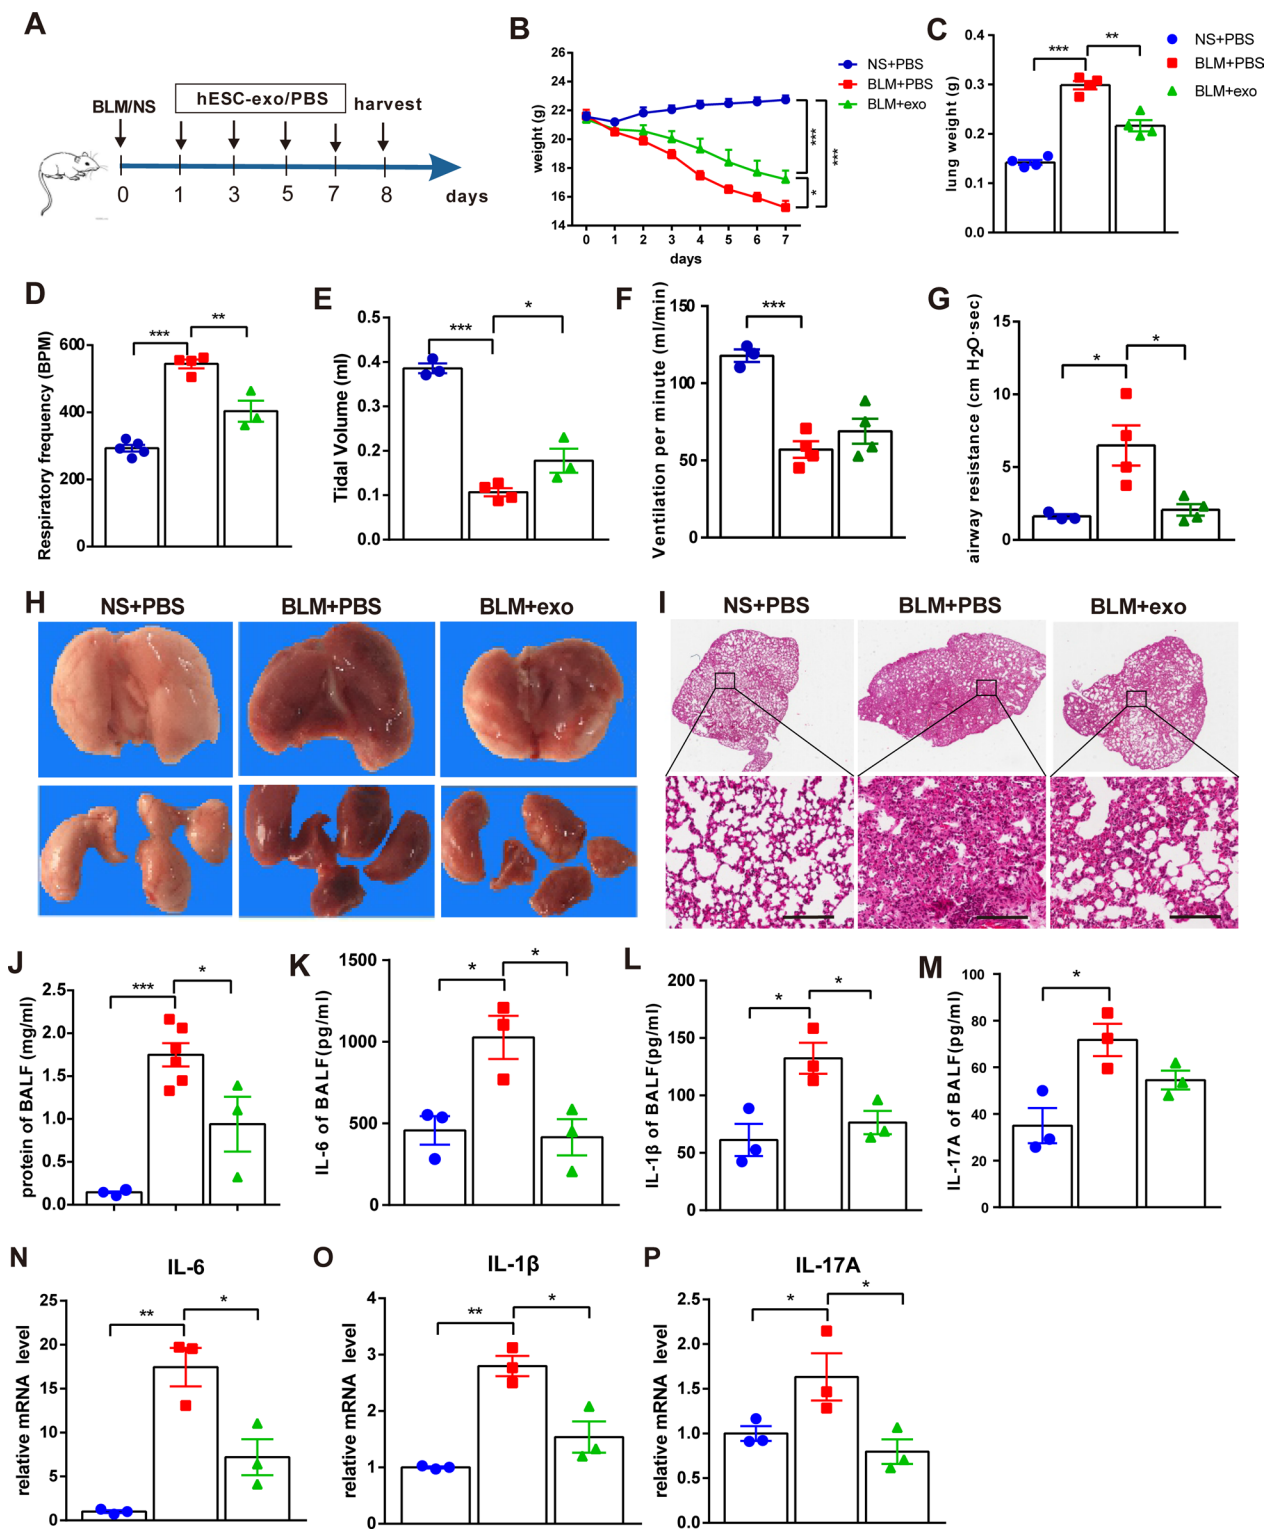 A
BLM/NS
hESC-exo/PBS
harvest
0 1 3 5 7 8 days
B
weight (g)
26
24
22
20
18
16
14
0 1 2 3 4 5 6 7
days
NS+PBS
BLM+PBS
BLM+exo
***
***
*
C
lung weight (g)
0.4
0.3
0.2
0.1
0.0
*** **
NS+PBS
BLM+PBS
BLM+exo
D
Respiratory frequency (BPM)
600
400
200
0
*** **
E
Tidal Volume (ml)
0.5
0.4
0.3
0.2
0.1
0.0
*** *
F
Ventilation per minute (ml/min)
150
100
50
0
***
G
airway resistance (cm H₂O·sec)
15
10
5
0
* *
H
NS+PBS BLM+PBS BLM+exo
I
NS+PBS BLM+PBS BLM+exo
J
protein of BALF (mg/ml)
2.5
2.0
1.5
1.0
0.5
0.0
*** *
K
IL-6 of BALF(pg/ml)
1500
1000
500
0
* *
L
IL-1β of BALF(pg/ml)
200
150
100
50
0
* *
M
IL-17A of BALF(pg/ml)
100
80
60
40
20
0
*
N
IL-6
relative mRNA level
25
20
15
10
5
0
** *
O
IL-1β
relative mRNA level
4
3
2
1
0
** *
P
IL-17A
relative mRNA level
2.5
2.0
1.5
1.0
0.5
0.0
* *